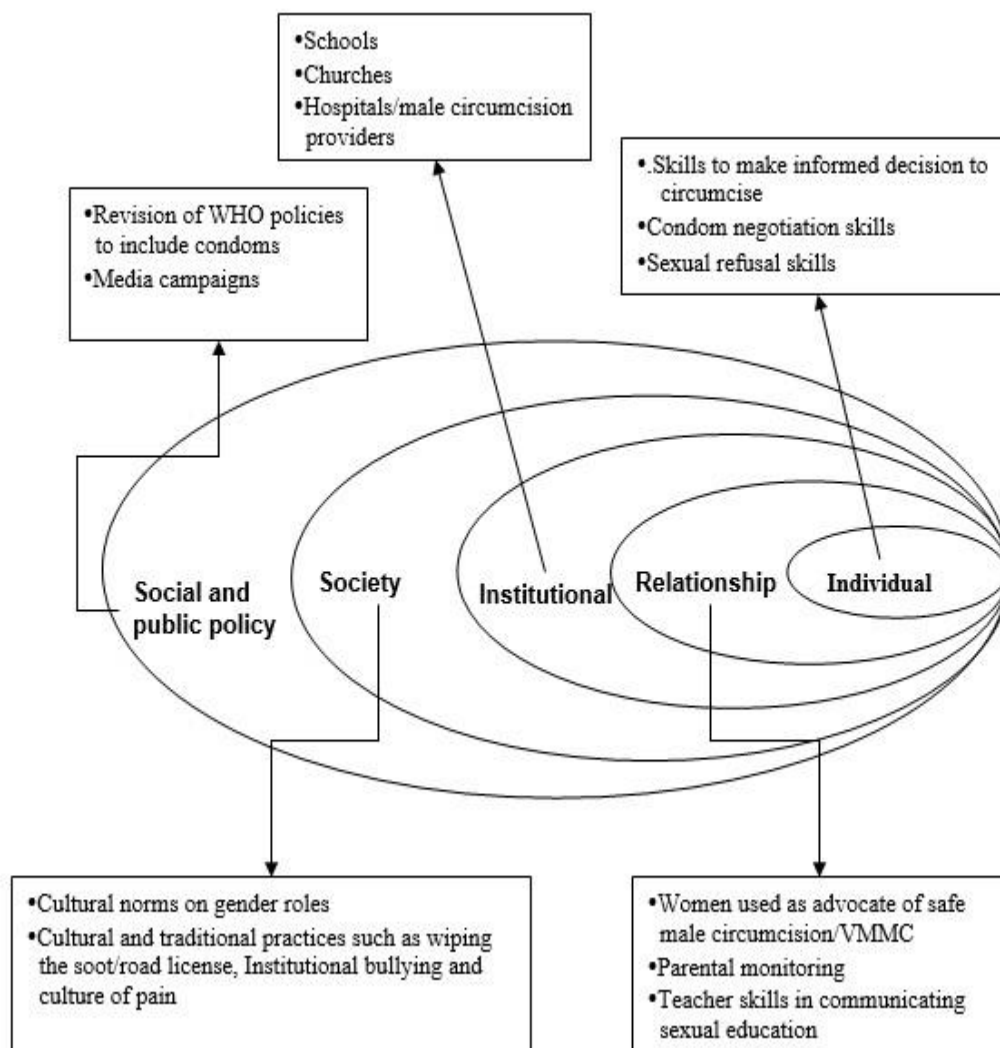 •Schools
•Churches
•Hospitals/male circumcision
providers
•.Skills to make informed decision to
circumcise
•Condom negotiation skills
•Sexual refusal skills
•Revision of WHO policies
to include condoms
•Media campaigns
Social and
public policy
Society
Institutional
Relationship
Individual
•Cultural norms on gender roles
•Cultural and traditional practices such as wiping
the soot/road license, Institutional bullying and
culture of pain
•Women used as advocate of safe
male circumcision/VMMC
•Parental monitoring
•Teacher skills in communicating
sexual education